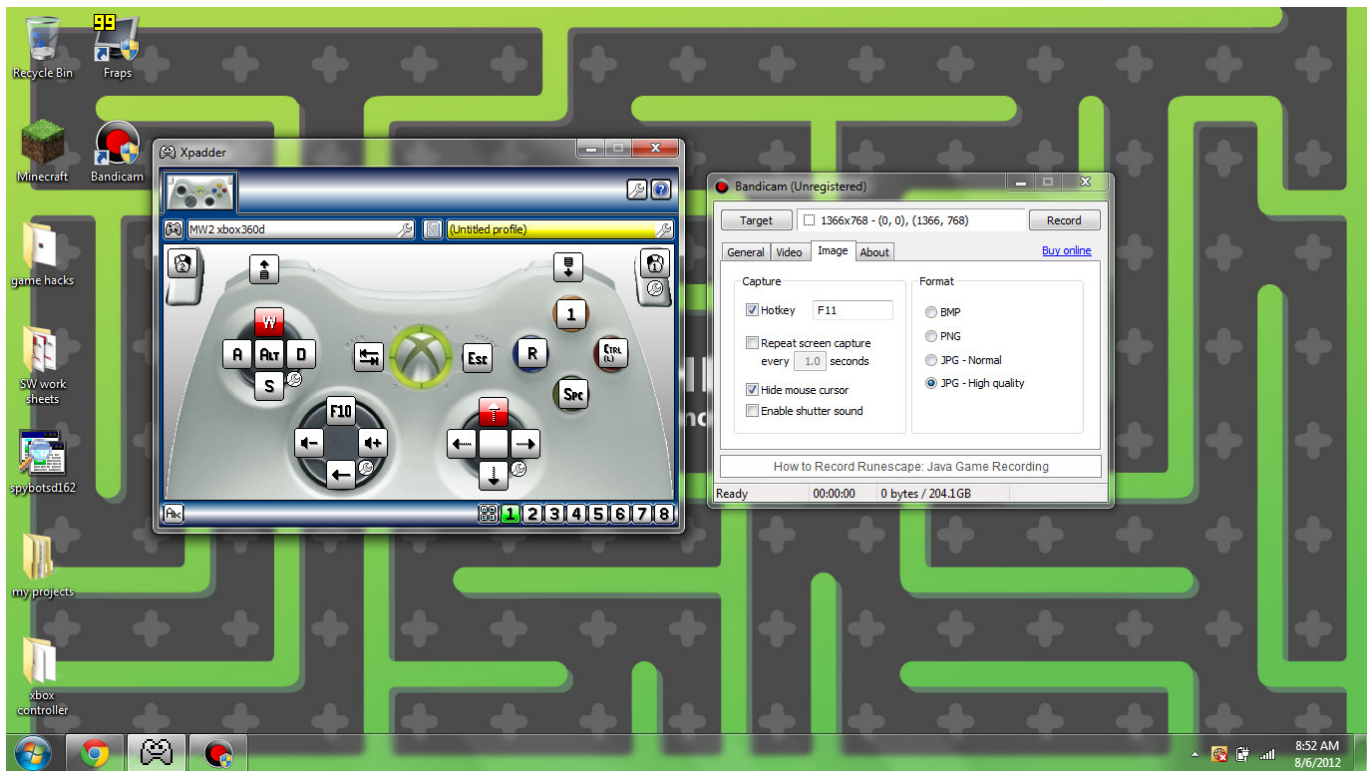 99
Recycle Bin
Fraps
Minecraft
Bandicam
game hacks
SW work
sheets
spybotsd162
my projects
xbox
controller
Xpadder
MW2 xbox360d
(Untitled profile)
2
1
1
W
A ALT D
S
Esc
R
CTRL
(L)
Spc
F10
- +
Abc
1 2 3 4 5 6 7 8
Bandicam (Unregistered)
Target
1366x768 - (0, 0), (1366, 768)
Record
General Video Image About
Buy online
Capture
Hotkey F11
Repeat screen capture
every 1.0 seconds
Hide mouse cursor
Enable shutter sound
Format
BMP
PNG
JPG - Normal
JPG - High quality
How to Record Runescape: Java Game Recording
Ready 00:00:00 0 bytes / 204.1GB
8:52 AM
8/6/2012